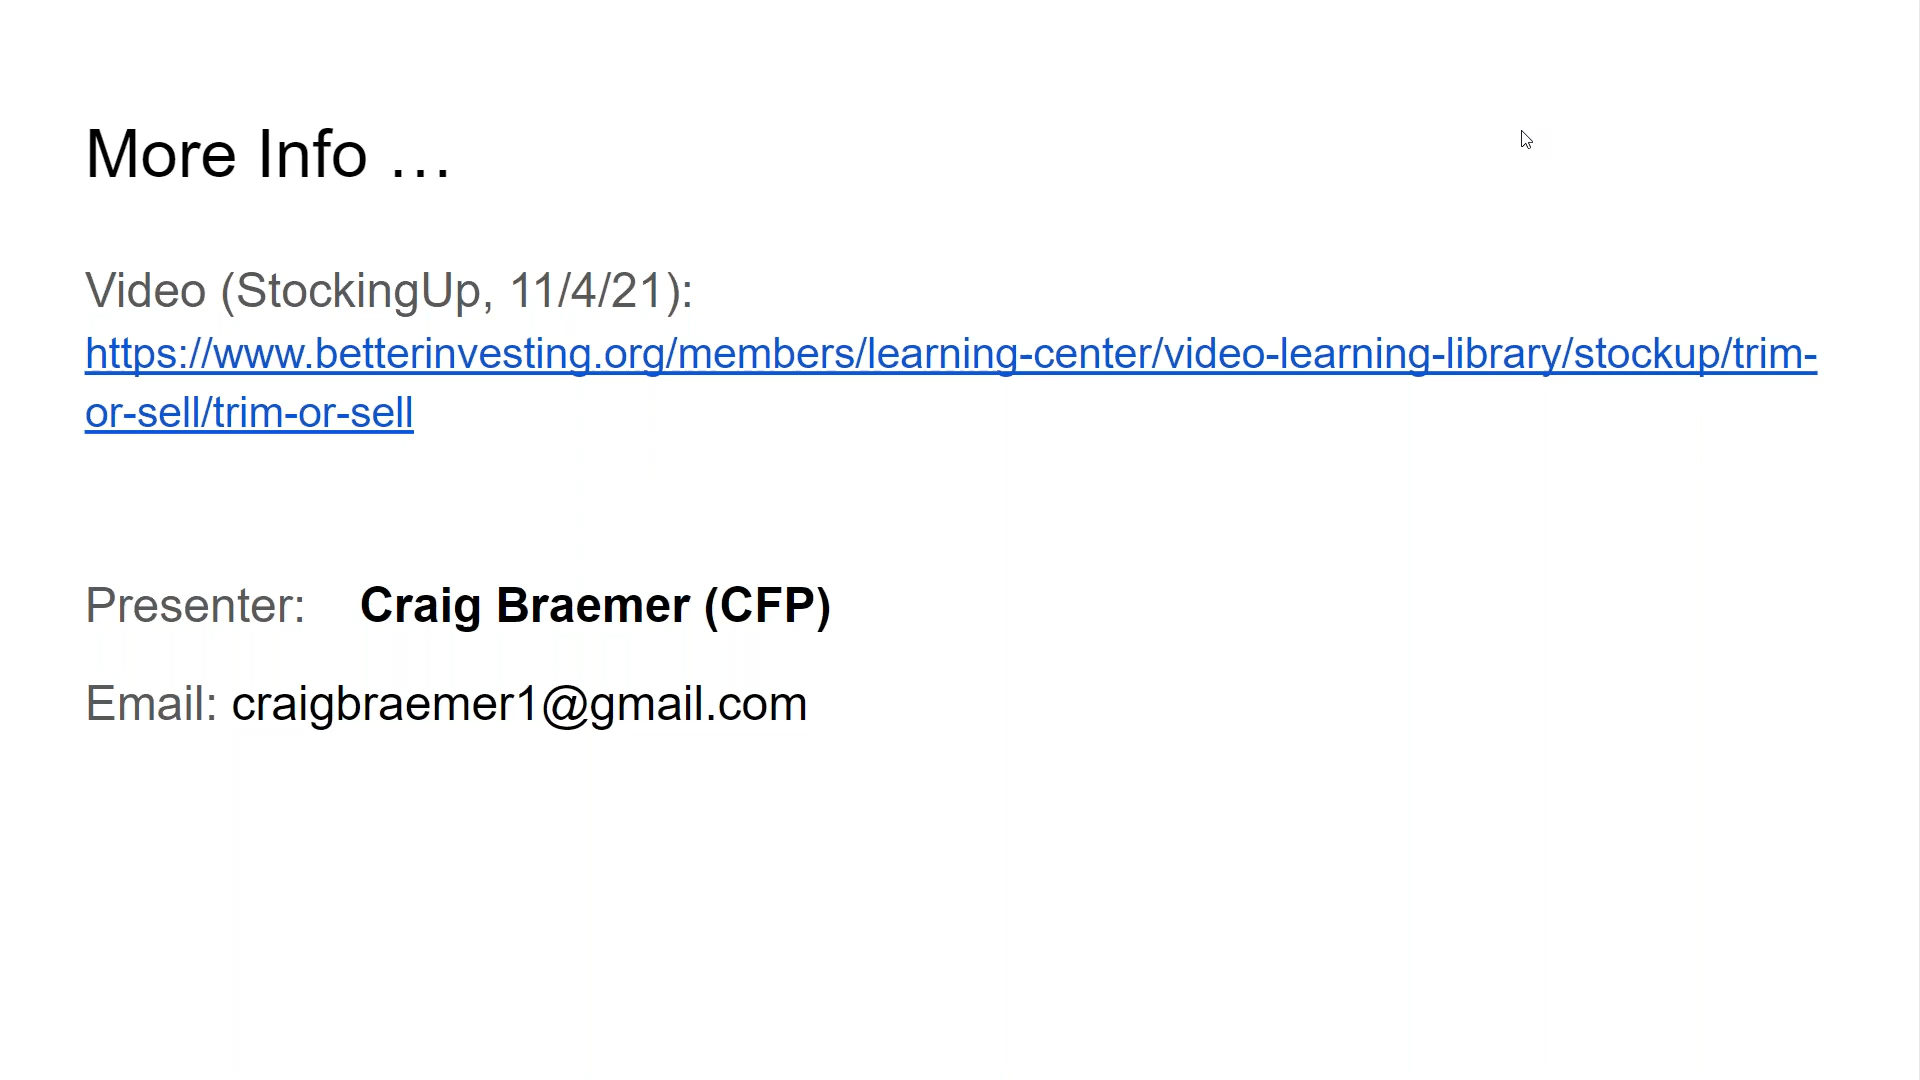 More Info …
Video (StockingUp, 11/4/21):
https://www.betterinvesting.org/members/learning-center/video-learning-library/stockup/trim-
or-sell/trim-or-sell
Presenter: Craig Braemer (CFP)
Email: craigbraemer1@gmail.com